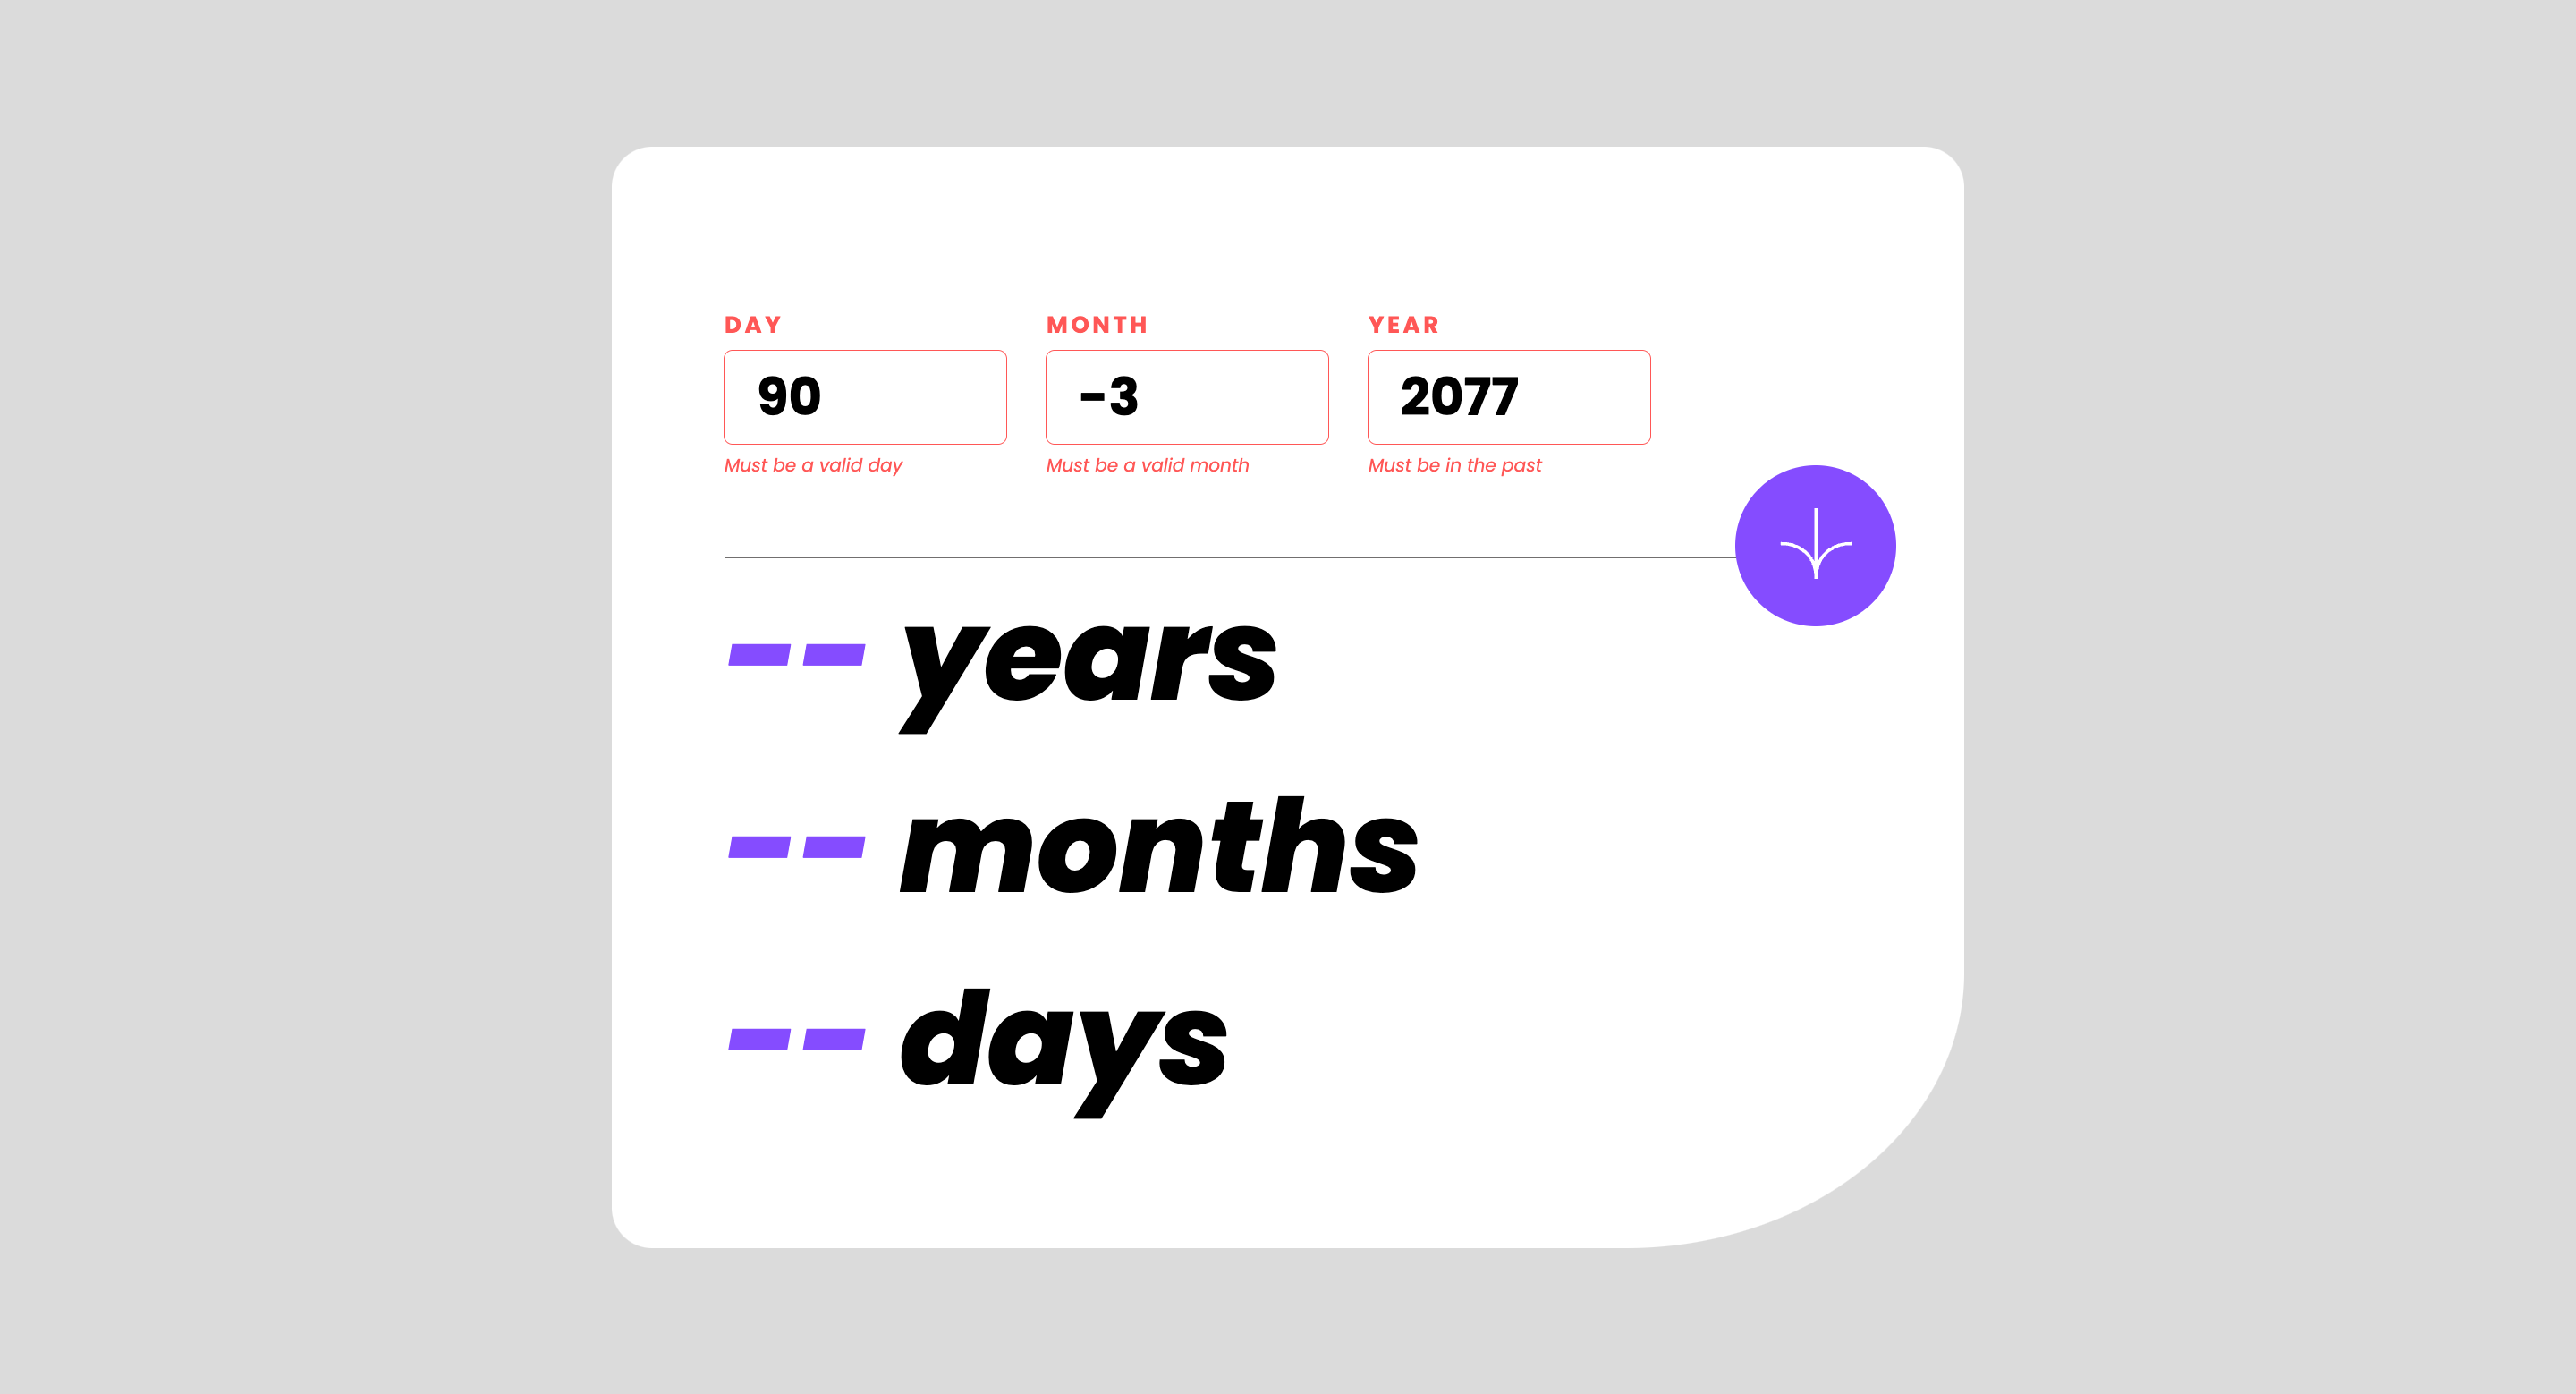 DAY MONTH YEAR
90 -3 2077
Must be a valid day Must be a valid month Must be in the past
-- years
-- months
-- days